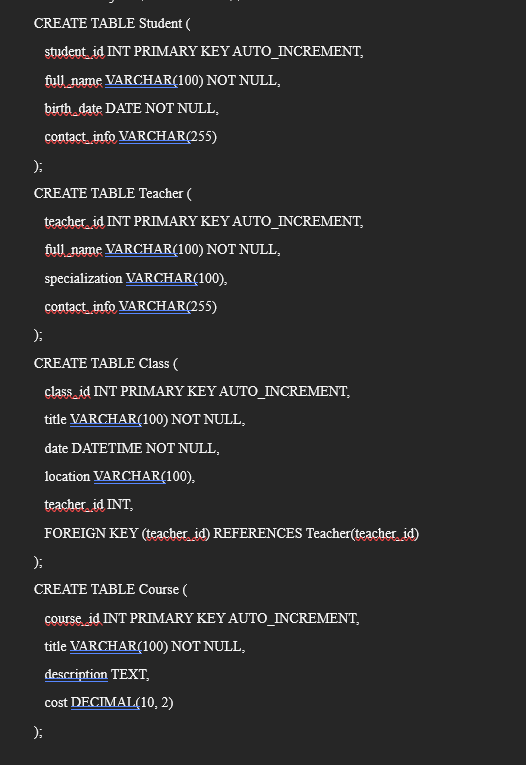 CREATE TABLE Student (
student_id INT PRIMARY KEY AUTO_INCREMENT,
full_name VARCHAR(100) NOT NULL,
birth_date DATE NOT NULL,
contact_info VARCHAR(255)
);
CREATE TABLE Teacher (
teacher_id INT PRIMARY KEY AUTO_INCREMENT,
full_name VARCHAR(100) NOT NULL,
specialization VARCHAR(100),
contact_info VARCHAR(255)
);
CREATE TABLE Class (
class_id INT PRIMARY KEY AUTO_INCREMENT,
title VARCHAR(100) NOT NULL,
date DATETIME NOT NULL,
location VARCHAR(100),
teacher_id INT,
FOREIGN KEY (teacher_id) REFERENCES Teacher(teacher_id)
);
CREATE TABLE Course (
course_id INT PRIMARY KEY AUTO_INCREMENT,
title VARCHAR(100) NOT NULL,
description TEXT,
cost DECIMAL(10, 2)
);